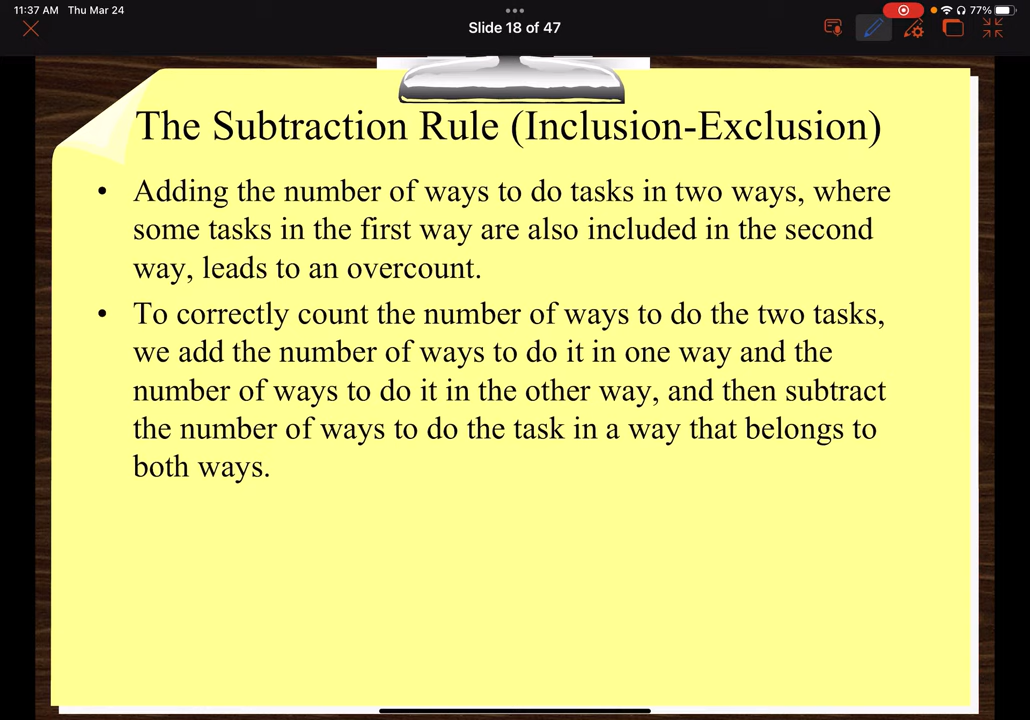 11:37 AM Thu Mar 24
77%
Slide 18 of 47
The Subtraction Rule (Inclusion-Exclusion)
• Adding the number of ways to do tasks in two ways, where
some tasks in the first way are also included in the second
way, leads to an overcount.
• To correctly count the number of ways to do the two tasks,
we add the number of ways to do it in one way and the
number of ways to do it in the other way, and then subtract
the number of ways to do the task in a way that belongs to
both ways.